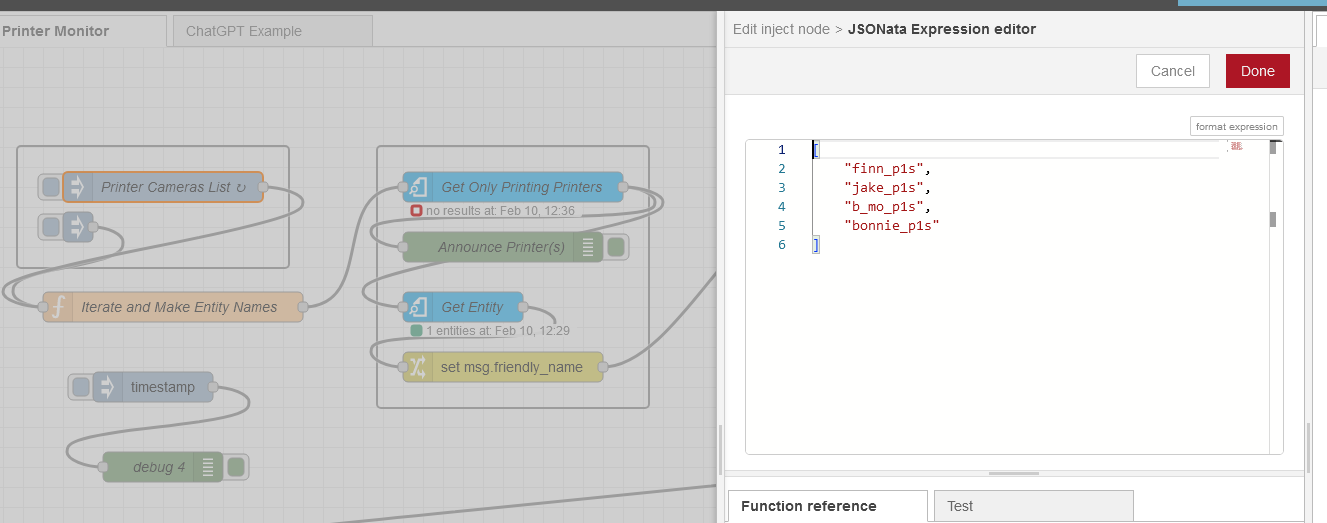 Printer Monitor
ChatGPT Example
Printer Cameras List ↻
Iterate and Make Entity Names
timestamp
debug 4
Get Only Printing Printers
no results at: Feb 10, 12:36
Announce Printer(s)
Get Entity
1 entities at: Feb 10, 12:29
set msg.friendly_name
Edit inject node > JSONata Expression editor
Cancel
Done
format expression
1 [
2 "finn_p1s",
3 "jake_p1s",
4 "b_mo_p1s",
5 "bonnie_p1s"
6 ]
Function reference
Test